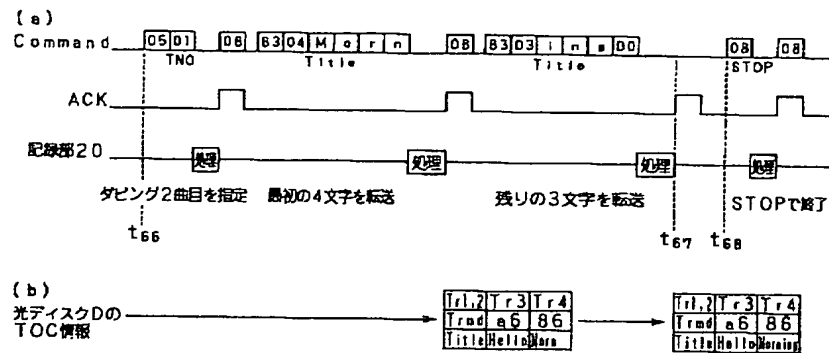 (a)
Command 05 01 08 83 04 M o r n 08 83 03 i n g D0 08 08
TNO Title Title STOP
ACK
記録部20 処理 処理 処理 処理
ダビング2曲目を指定 最初の4文字を転送 残りの3文字を転送 STOPで終了
t66 t67 t68
(b)
光ディスクDの
TOC情報
Tr1,2 Tr3 Tr4 Tr1,2 Tr3 Tr4
Trmd a6 86 Trmd a6 86
Title Hello Morn Title Hello Morning